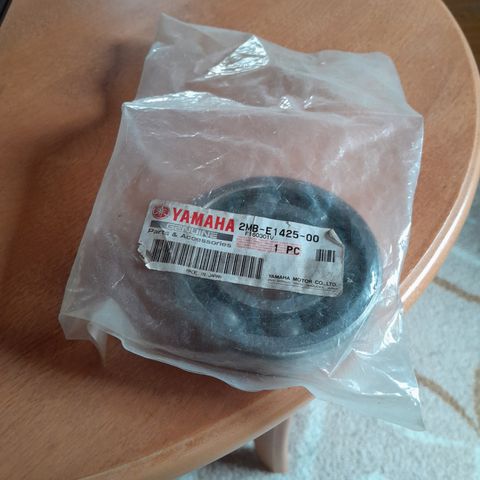 YAMAHA
GENUINE
Parts & Accessories
2MB-E1425-00
1 PC
YAMAHA MOTOR CO., LTD.
MADE IN JAPAN